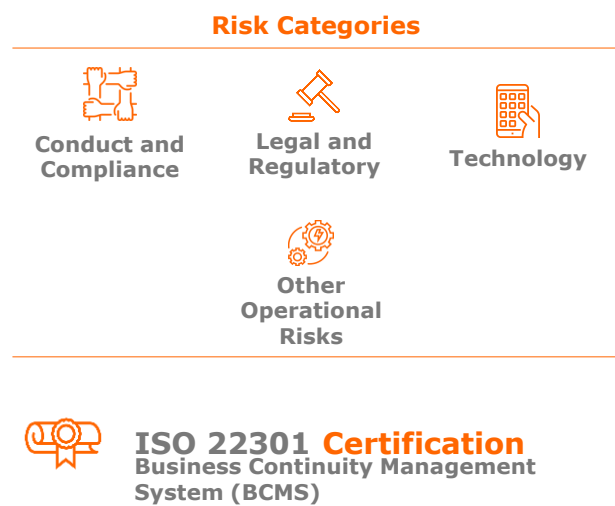 Risk Categories
Conduct and
Compliance
Legal and
Regulatory
Technology
Other
Operational
Risks
ISO 22301 Certification
Business Continuity Management
System (BCMS)